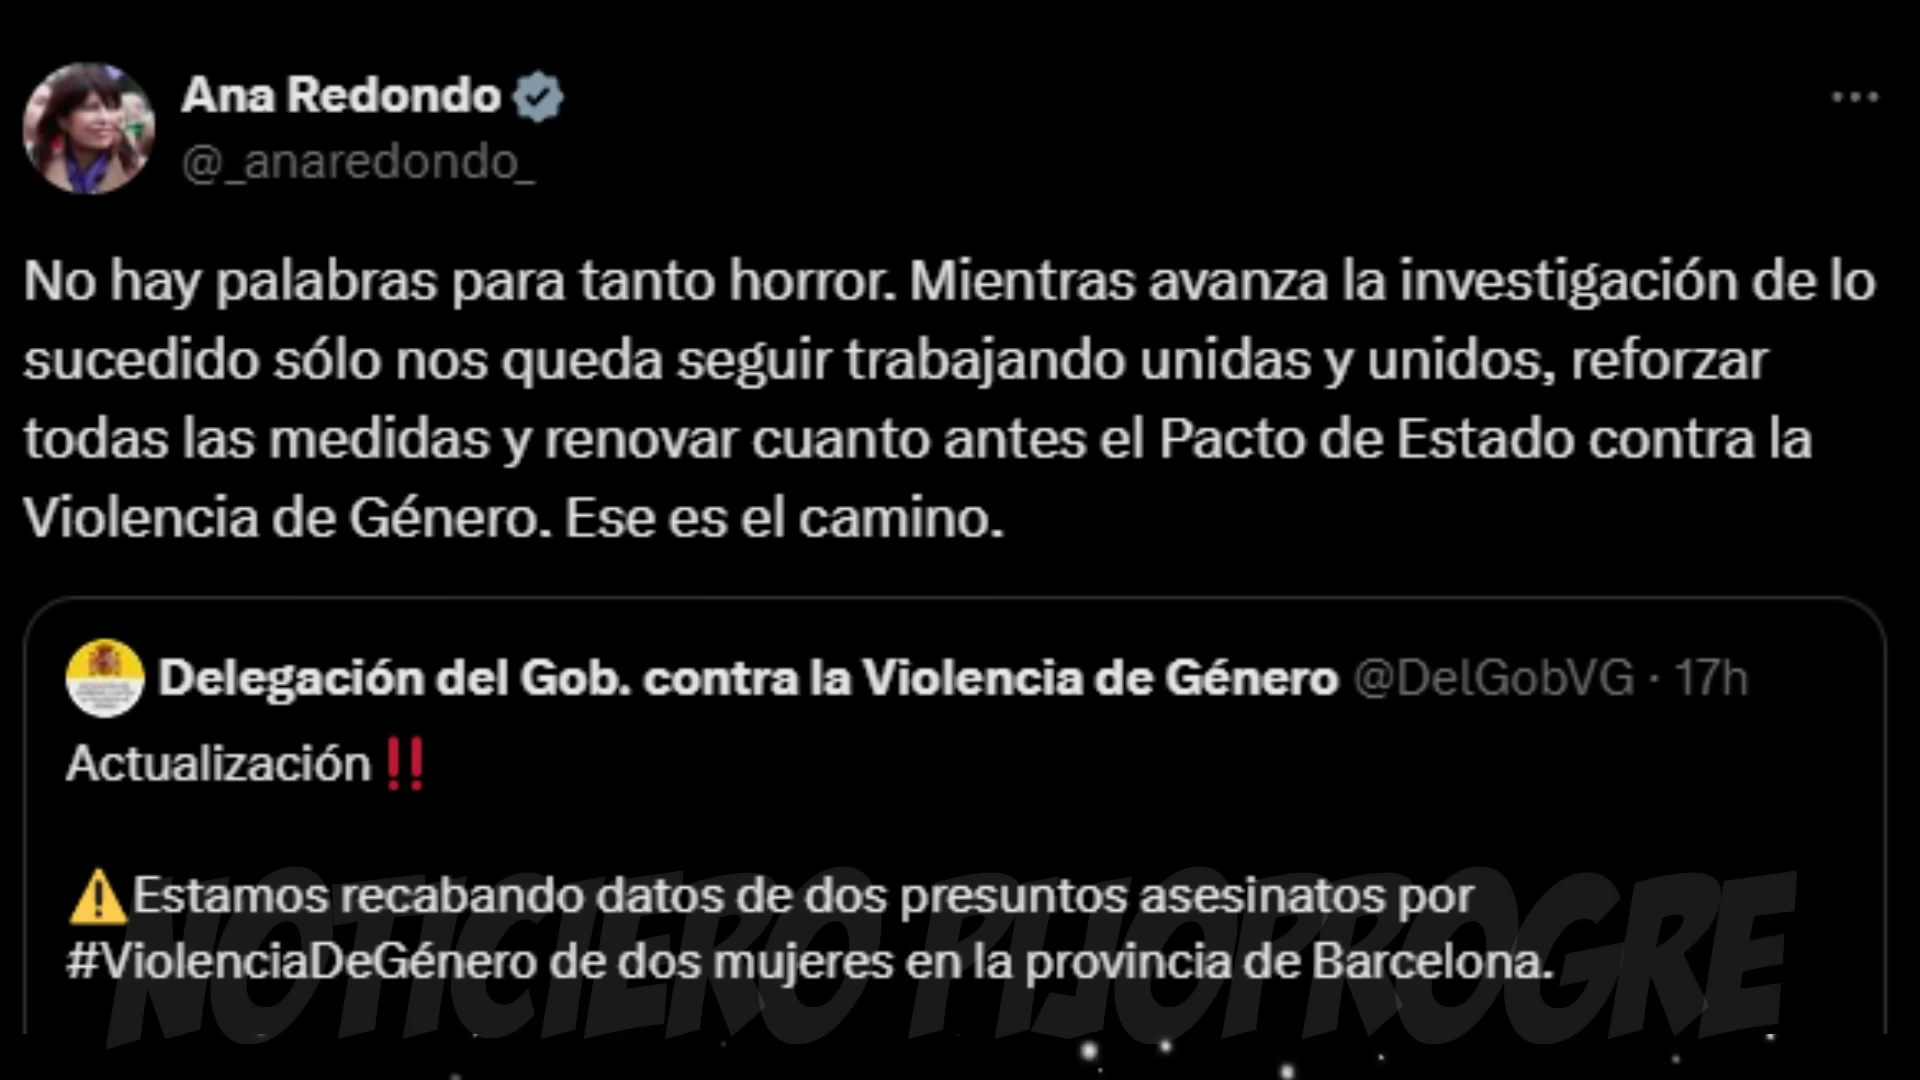 Ana Redondo
@_anaredondo_
No hay palabras para tanto horror. Mientras avanza la investigación de lo
sucedido sólo nos queda seguir trabajando unidas y unidos, reforzar
todas las medidas y renovar cuanto antes el Pacto de Estado contra la
Violencia de Género. Ese es el camino.
Delegación del Gob. contra la Violencia de Género @DelGobVG · 17h
Actualización‼️
⚠️Estamos recabando datos de dos presuntos asesinatos por
#ViolenciaDeGénero de dos mujeres en la provincia de Barcelona.
NOTICIERO PIJOPROGRE